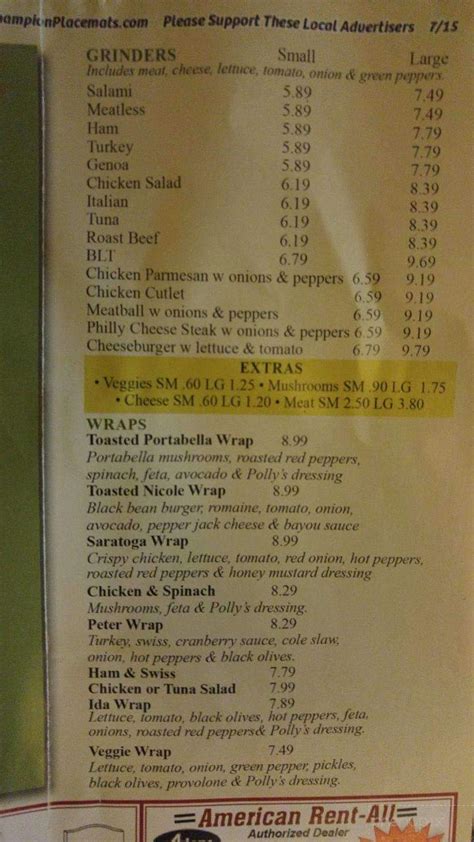 hampionPlacemats.com Please Support These Local Advertisers 7/15
GRINDERS Small Large
Includes meat, cheese, lettuce, tomato, onion & green peppers.
Salami 5.89 7.49
Meatless 5.89 7.49
Ham 5.89 7.79
Turkey 5.89 7.79
Genoa 5.89 7.79
Chicken Salad 6.19 8.39
Italian 6.19 8.39
Tuna 6.19 8.39
Roast Beef 6.19 8.39
BLT 6.79 9.69
Chicken Parmesan w onions & peppers 6.59 9.19
Chicken Cutlet 6.59 9.19
Meatball w onions & peppers 6.59 9.19
Philly Cheese Steak w onions & peppers 6.59 9.19
Cheeseburger w lettuce & tomato 6.79 9.79
EXTRAS
• Veggies SM .60 LG 1.25 • Mushrooms SM .90 LG 1.75
• Cheese SM .60 LG 1.20 • Meat SM 2.50 LG 3.80
WRAPS
Toasted Portabella Wrap 8.99
Portabella mushrooms, roasted red peppers,
spinach, feta, avocado & Polly's dressing
Toasted Nicole Wrap 8.99
Black bean burger, romaine, tomato, onion,
avocado, pepper jack cheese & bayou sauce
Saratoga Wrap 8.99
Crispy chicken, lettuce, tomato, red onion, hot peppers,
roasted red peppers & honey mustard dressing
Chicken & Spinach 8.29
Mushrooms, feta & Polly's dressing.
Peter Wrap 8.29
Turkey, swiss, cranberry sauce, cole slaw,
onion, hot peppers & black olives.
Ham & Swiss 7.79
Chicken or Tuna Salad 7.99
Ida Wrap 7.89
Lettuce, tomato, black olives, hot peppers, feta,
onions, roasted red peppers& Polly's dressing.
Veggie Wrap 7.49
Lettuce, tomato, onion, green pepper, pickles,
black olives, provolone & Polly's dressing.
American Rent-All
Authorized Dealer